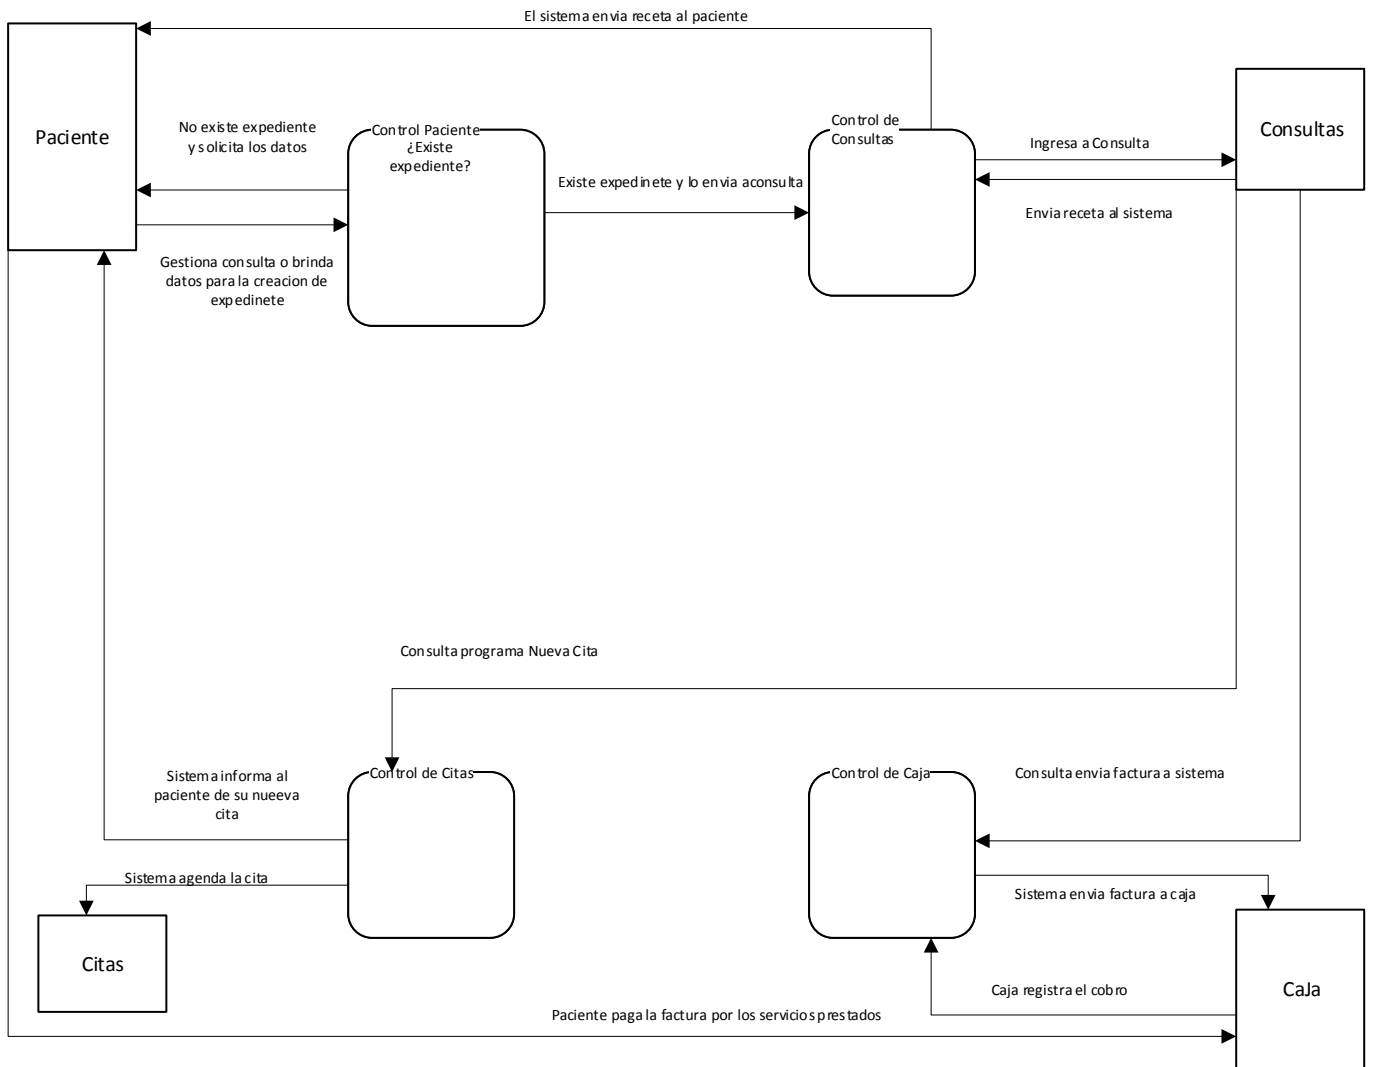 El sistema envia receta al paciente
Paciente
No existe expediente
y solicita los datos
Control Paciente
¿Existe
expediente?
Control de
Consultas
Ingresa a Consulta
Consultas
Existe expedinete y lo envia aconsulta
Envia receta al sistema
Gestiona consulta o brinda
datos para la creacion de
expedinete
Consulta programa Nueva Cita
Sistema informa al
paciente de su nueeva
cita
Control de Citas
Control de Caja
Consulta envia factura a sistema
Sistema agenda la cita
Sistema envia factura a caja
Citas
Caja registra el cobro
CaJa
Paciente paga la factura por los servicios prestados